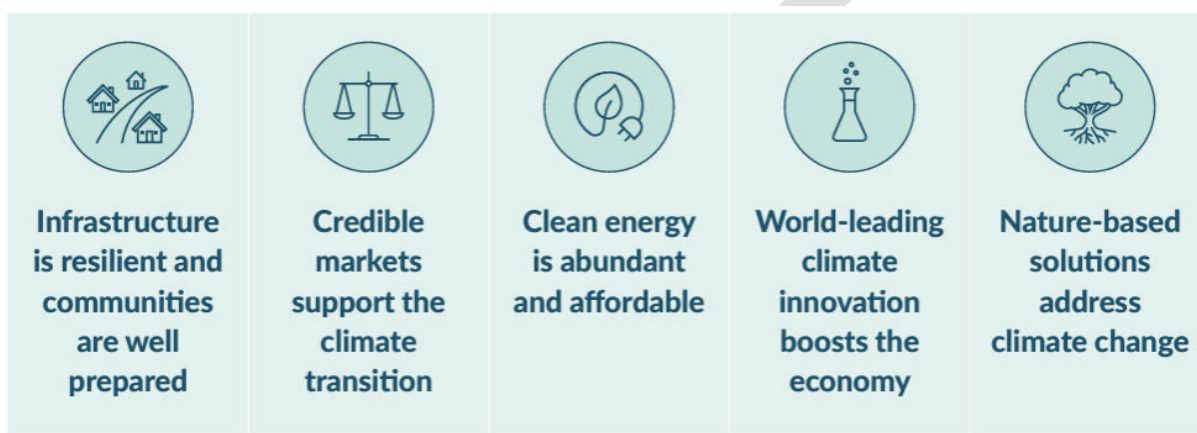 Infrastructure
is resilient and
communities
are well
prepared
Credible
markets
support the
climate
transition
Clean energy
is abundant
and affordable
World-leading
climate
innovation
boosts the
economy
Nature-based
solutions
address
climate change